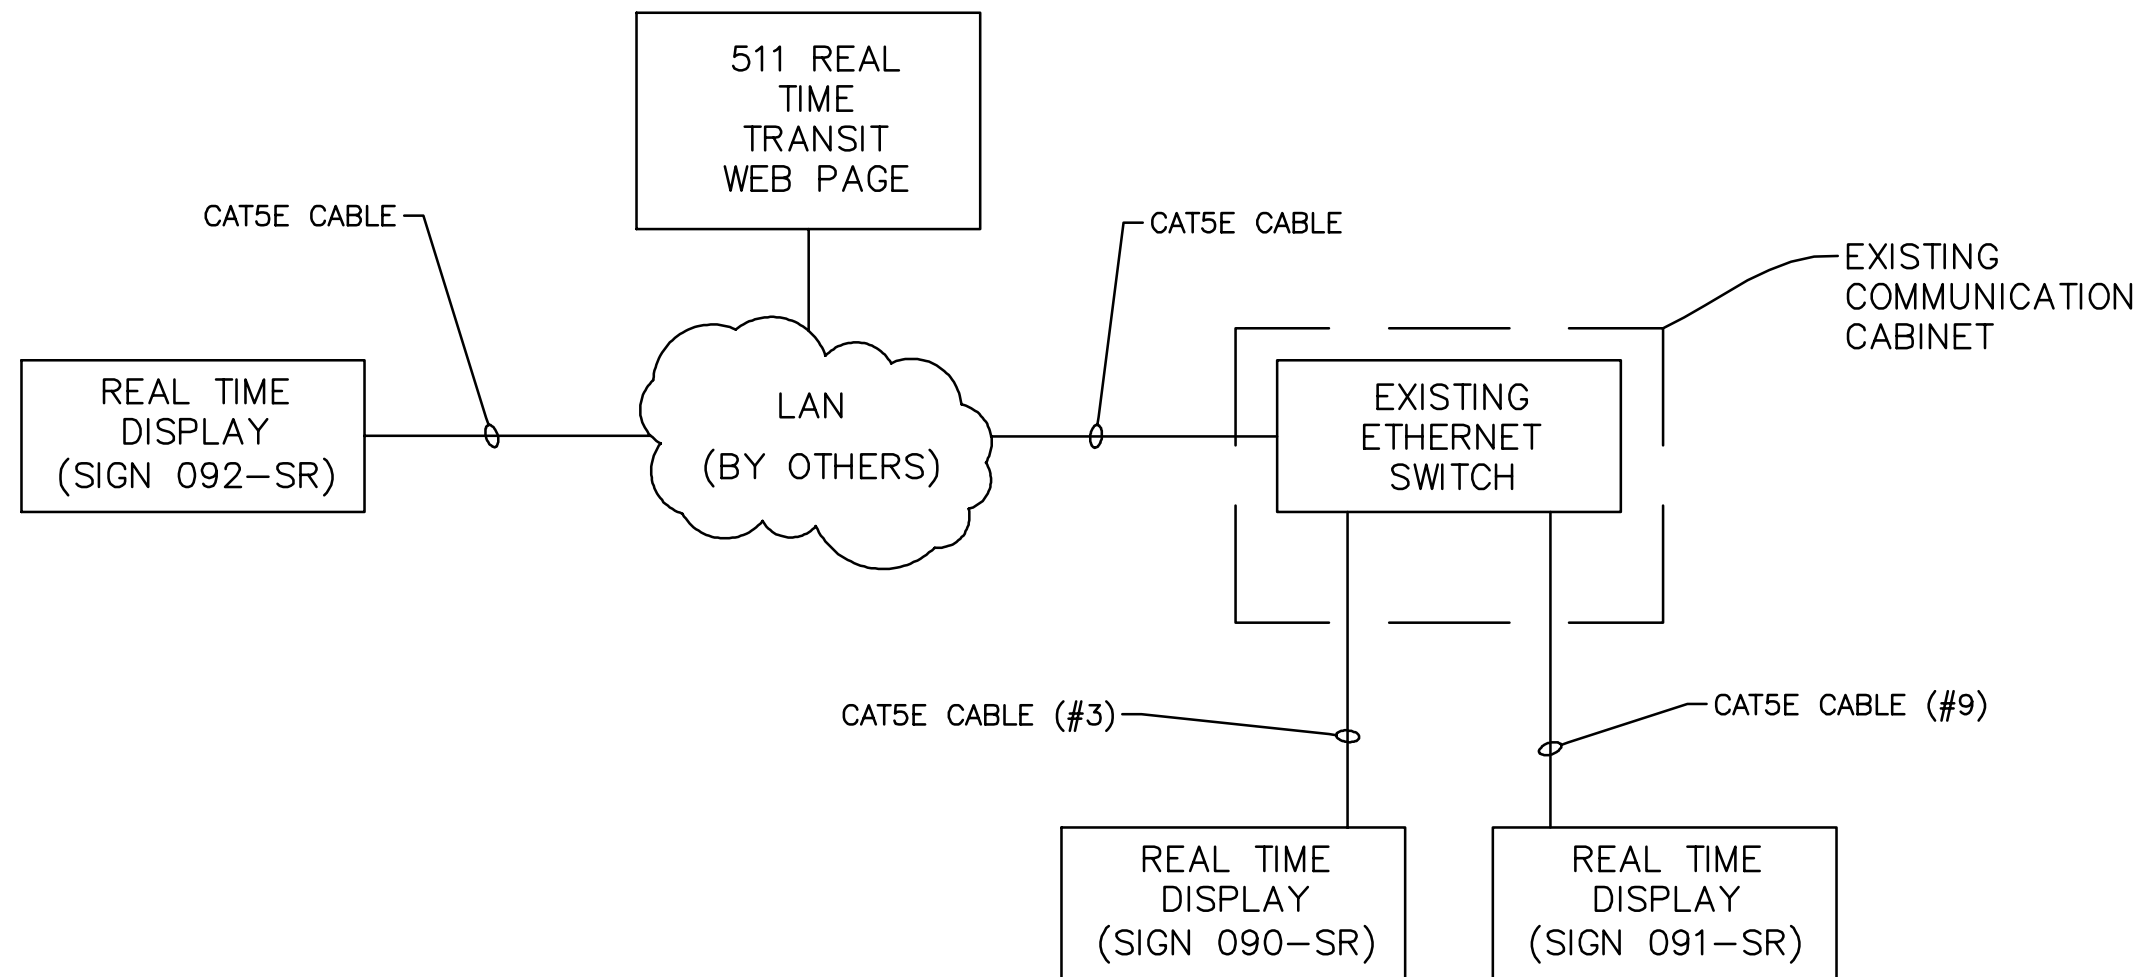 511 REAL
TIME
TRANSIT
WEB PAGE
CAT5E CABLE
CAT5E CABLE
EXISTING
COMMUNICATION
CABINET
REAL TIME
DISPLAY
(SIGN 092-SR)
LAN
(BY OTHERS)
EXISTING
ETHERNET
SWITCH
CAT5E CABLE (#3)
CAT5E CABLE (#9)
REAL TIME
DISPLAY
(SIGN 090-SR)
REAL TIME
DISPLAY
(SIGN 091-SR)